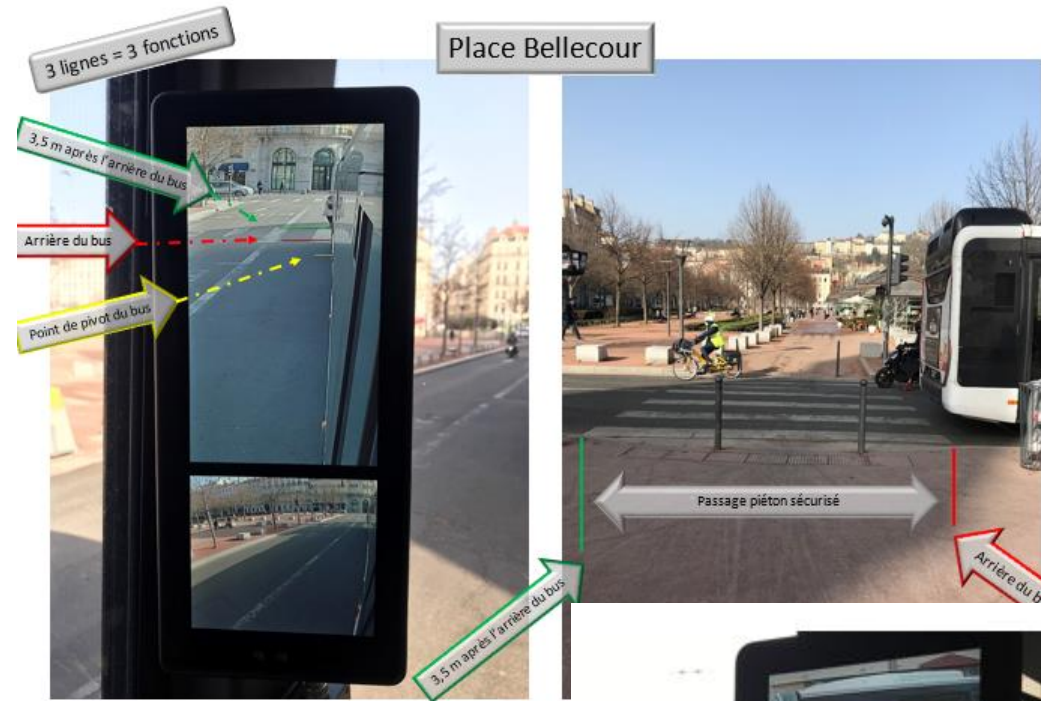 3 lignes = 3 fonctions
Place Bellecour
3,5 m après l'arrière du bus
Arrière du bus
Point de pivot du bus
Passage piéton sécurisé
3,5 m après l'arrière du bus
Arrière du